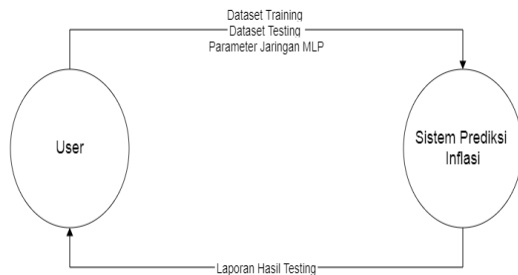 Dataset Training
Dataset Testing
Parameter Jaringan MLP
User
Sistem Prediksi
Inflasi
Laporan Hasil Testing